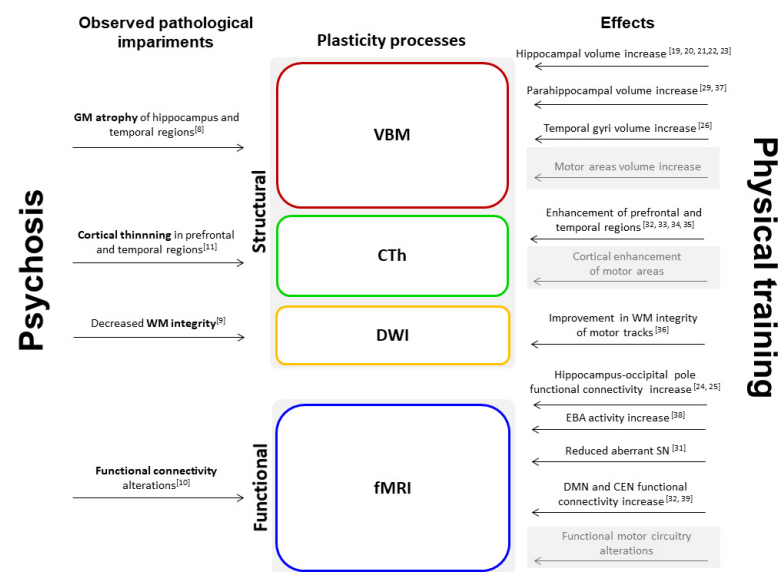 Observed pathological
impariments
Plasticity processes
Effects
Psychosis
Physical training
Structural
Functional
GM atrophy of hippocampus and
temporal regions[8]
Cortical thinnning in prefrontal
and temporal regions[11]
Decreased WM integrity[9]
Functional connectivity
alterations[10]
VBM
CTh
DWI
fMRI
Hippocampal volume increase [19, 20, 21,22, 23]
Parahippocampal volume increase[29, 37]
Temporal gyri volume increase [26]
Motor areas volume increase
Enhancement of prefrontal and
temporal regions [32, 33, 34, 35]
Cortical enhancement
of motor areas
Improvement in WM integrity
of motor tracks [36]
Hippocampus-occipital pole
functional connectivity increase [24, 25]
EBA activity increase [38]
Reduced aberrant SN [31]
DMN and CEN functional
connectivity increase [32, 39]
Functional motor circuitry
alterations